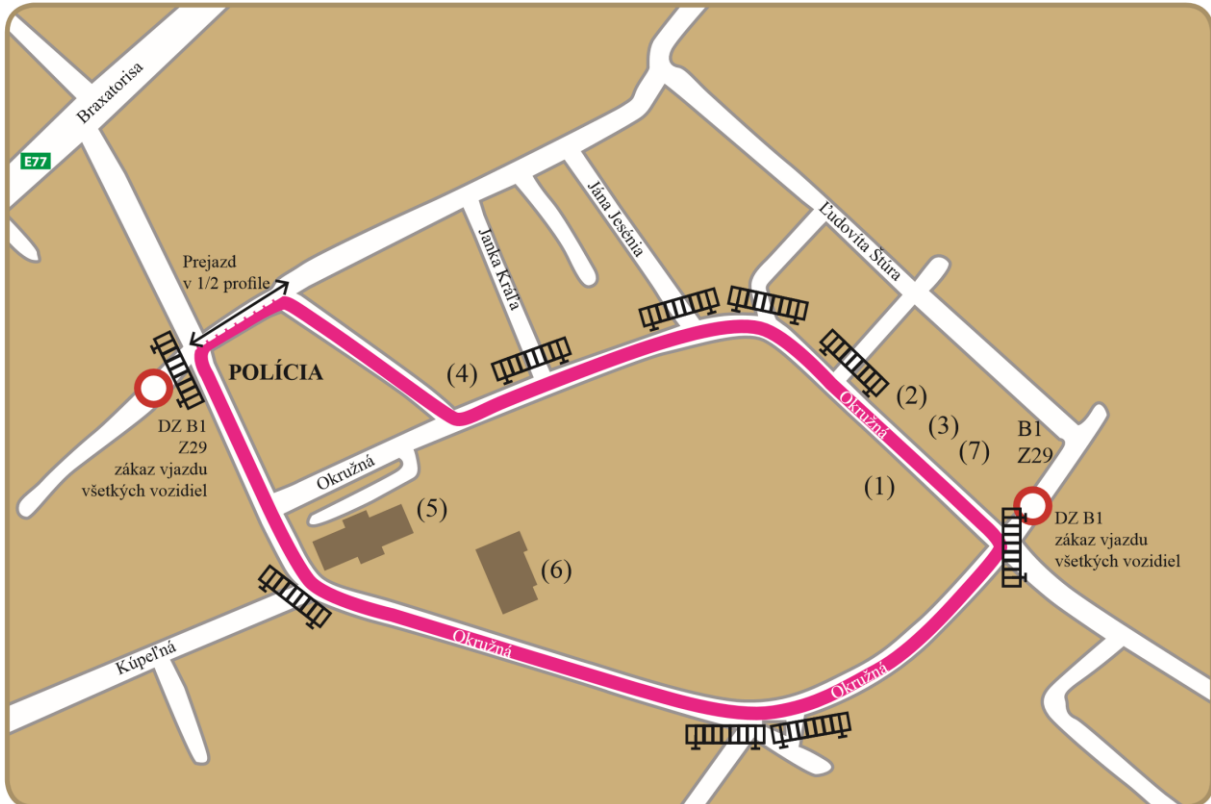 Braxatorisa
E77
Ľudovíta Štúra
Jána Jesénia
Janka Kráľa
Prejazd
v 1/2 profile
POLÍCIA
(4)
(2)
(3)
(7)
(1)
Okružná
B1
Z29
DZ B1
Z29
zákaz vjazdu
všetkých vozidiel
Okružná
(5)
(6)
DZ B1
zákaz vjazdu
všetkých vozidiel
Okružná
Okružná
Kúpeľná